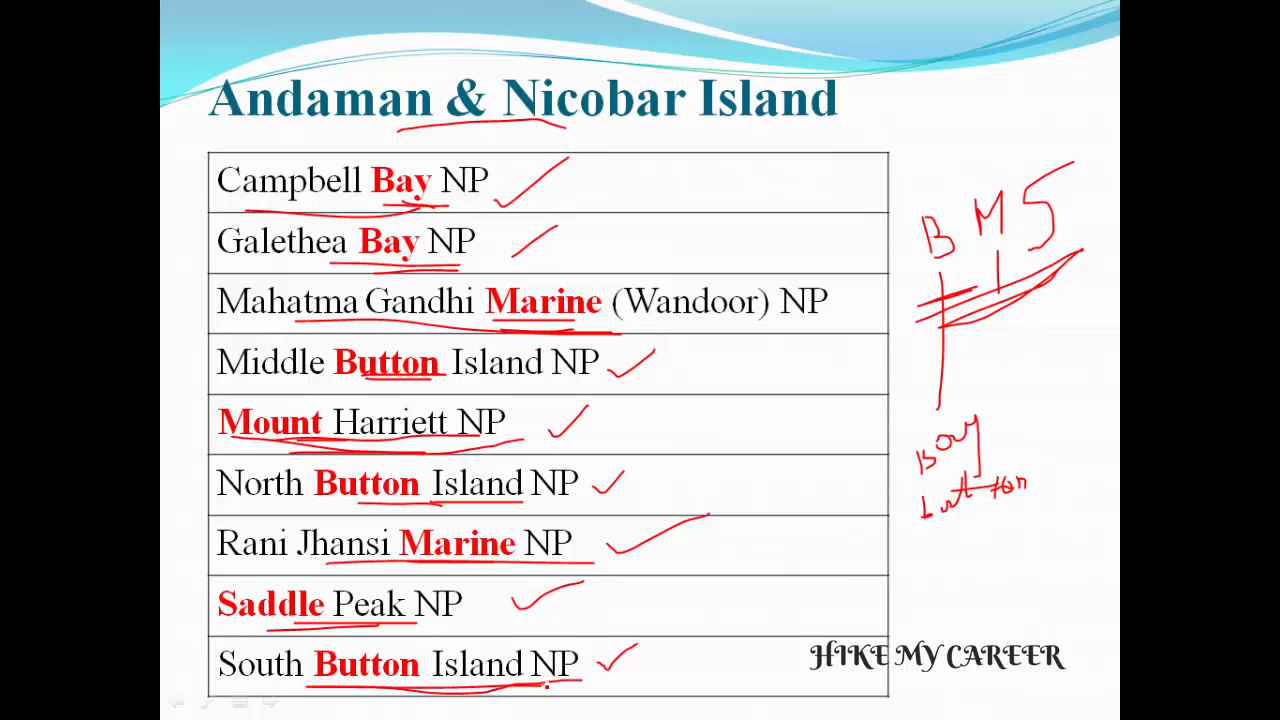 Andaman & Nicobar Island
Campbell Bay NP
Galethea Bay NP
Mahatma Gandhi Marine (Wandoor) NP
Middle Button Island NP
Mount Harriett NP
North Button Island NP
Rani Jhansi Marine NP
Saddle Peak NP
South Button Island NP
B M S
Bay
HIKE MY CAREER